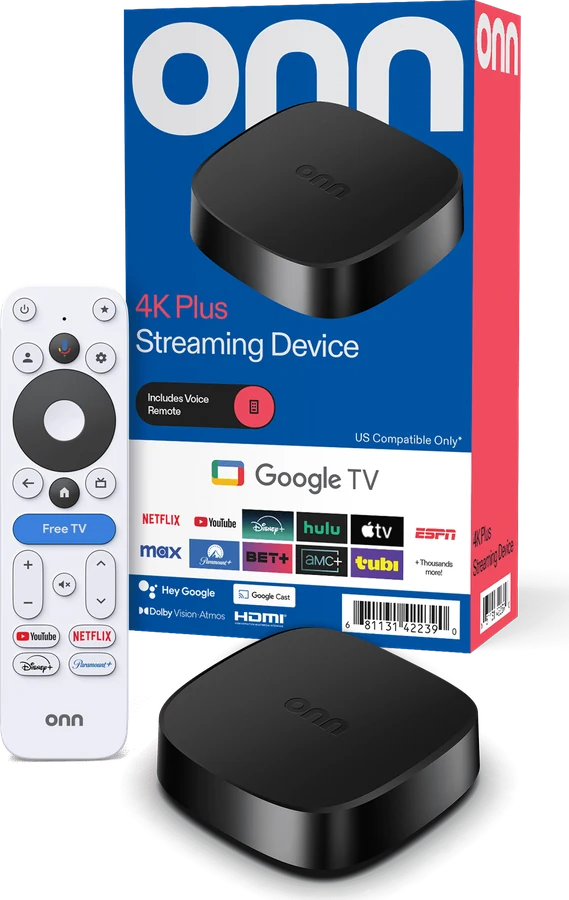 onn
onn
onn
4K Plus
Streaming Device
Includes Voice
Remote
US Compatible Only*
Google TV
NETFLIX
YouTube
Disney+
hulu
tv
ESPN
max
Paramount+
BET+
aMC+
tubi
+Thousands
more!
Hey Google
Google Cast
Dolby Vision·Atmos
HDMI
6 81131 42239 0
4K Plus
Streaming Device
Free TV
YouTube
NETFLIX
Disney+
Paramount+
onn
onn